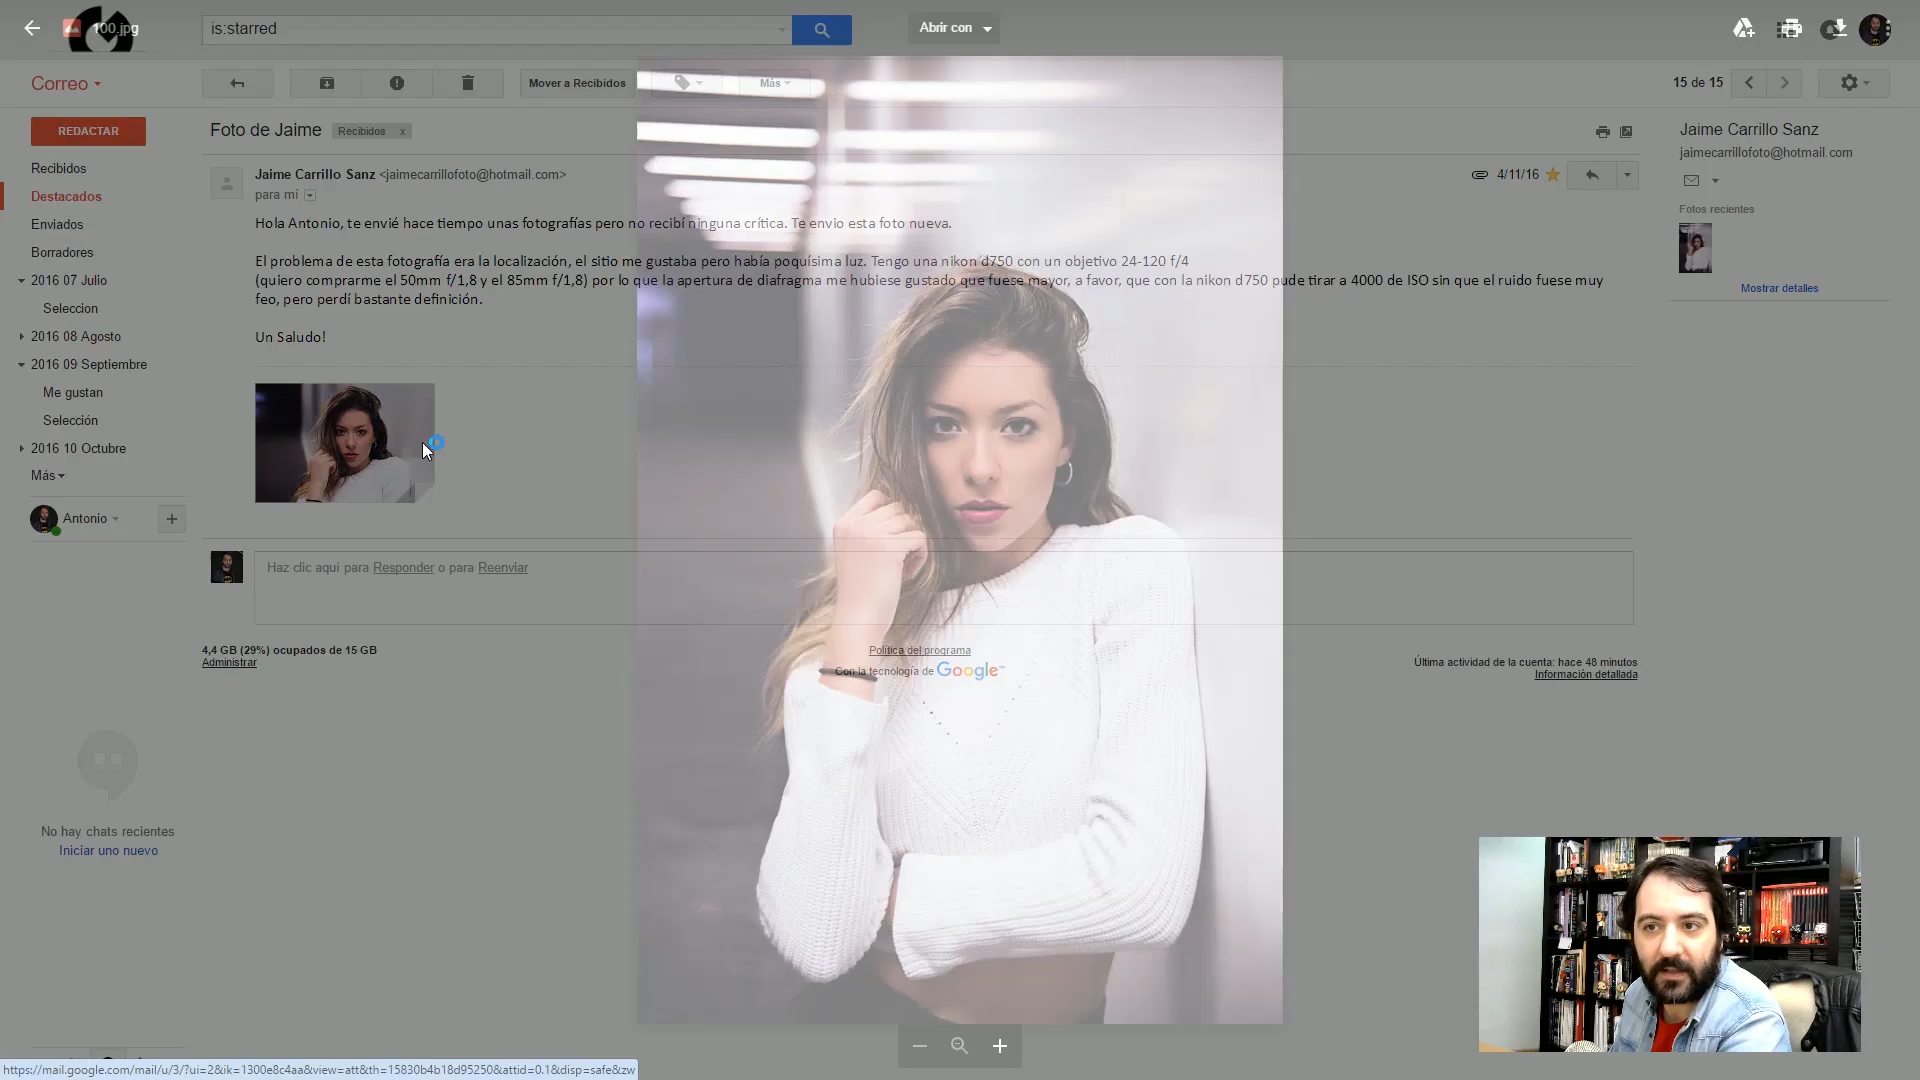 100.jpg
is:starred
Abrir con
Correo
Mover a Recibidos
Más
15 de 15
REDACTAR
Foto de Jaime
Recibidos x
Jaime Carrillo Sanz
jaimecarrillofoto@hotmail.com
Fotos recientes
Mostrar detalles
Recibidos
Destacados
Enviados
Borradores
2016 07 Julio
Seleccion
2016 08 Agosto
2016 09 Septiembre
Me gustan
Selección
2016 10 Octubre
Más
Antonio
Jaime Carrillo Sanz <jaimecarrillofoto@hotmail.com>
4/11/16
para mí
Hola Antonio, te envié hace tiempo unas fotografías pero no recibí ninguna crítica. Te envio esta foto nueva.
El problema de esta fotografía era la localización, el sitio me gustaba pero había poquísima luz. Tengo una nikon d750 con un objetivo 24-120 f/4
(quiero comprarme el 50mm f/1,8 y el 85mm f/1,8) por lo que la apertura de diafragma me hubiese gustado que fuese mayor, a favor, que con la nikon d750 pude tirar a 4000 de ISO sin que el ruido fuese muy
feo, pero perdí bastante definición.
Un Saludo!
Haz clic aquí para Responder o para Reenviar
4,4 GB (29%) ocupados de 15 GB
Administrar
Política del programa
Con la tecnología de Google™
Última actividad de la cuenta: hace 48 minutos
Información detallada
No hay chats recientes
Iniciar uno nuevo
https://mail.google.com/mail/u/3/?ui=2&ik=1300e8c4aa&view=att&th=15830b4b18d95250&attid=0.1&disp=safe&zw